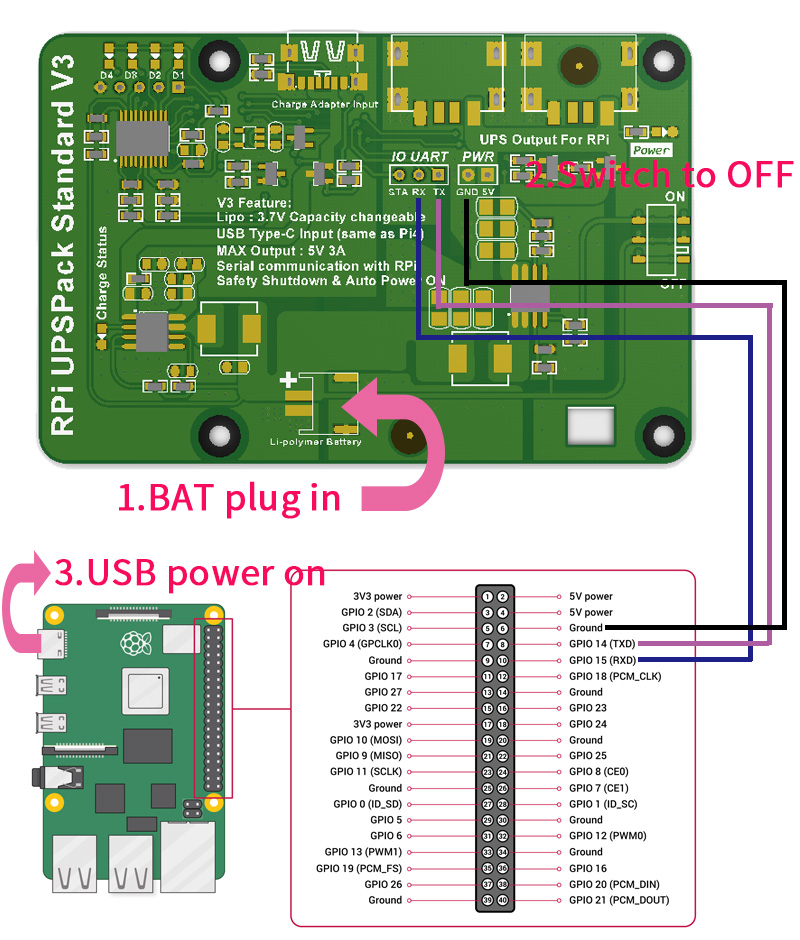 RPi UPSPack Standard V3
D4 D3 D2 D1
Charge Adapter Input
UPS Output For RPi
Power
IO UART PWR
STA RX TX GND 5V
2.Switch to OFF
ON
OFF
V3 Feature:
Lipo : 3.7V Capacity changeable
USB Type-C Input (same as Pi4)
MAX Output : 5V 3A
Serial communication with RPi
Safety Shutdown & Auto Power ON
Charge Status
+
Li-polymer Battery
1.BAT plug in
3.USB power on
3V3 power 1 2 5V power
GPIO 2 (SDA) 3 4 5V power
GPIO 3 (SCL) 5 6 Ground
GPIO 4 (GPCLK0) 7 8 GPIO 14 (TXD)
Ground 9 10 GPIO 15 (RXD)
GPIO 17 11 12 GPIO 18 (PCM_CLK)
GPIO 27 13 14 Ground
GPIO 22 15 16 GPIO 23
3V3 power 17 18 GPIO 24
GPIO 10 (MOSI) 19 20 Ground
GPIO 9 (MISO) 21 22 GPIO 25
GPIO 11 (SCLK) 23 24 GPIO 8 (CE0)
Ground 25 26 GPIO 7 (CE1)
GPIO 0 (ID_SD) 27 28 GPIO 1 (ID_SC)
GPIO 5 29 30 Ground
GPIO 6 31 32 GPIO 12 (PWM0)
GPIO 13 (PWM1) 33 34 Ground
GPIO 19 (PCM_FS) 35 36 GPIO 16
GPIO 26 37 38 GPIO 20 (PCM_DIN)
Ground 39 40 GPIO 21 (PCM_DOUT)